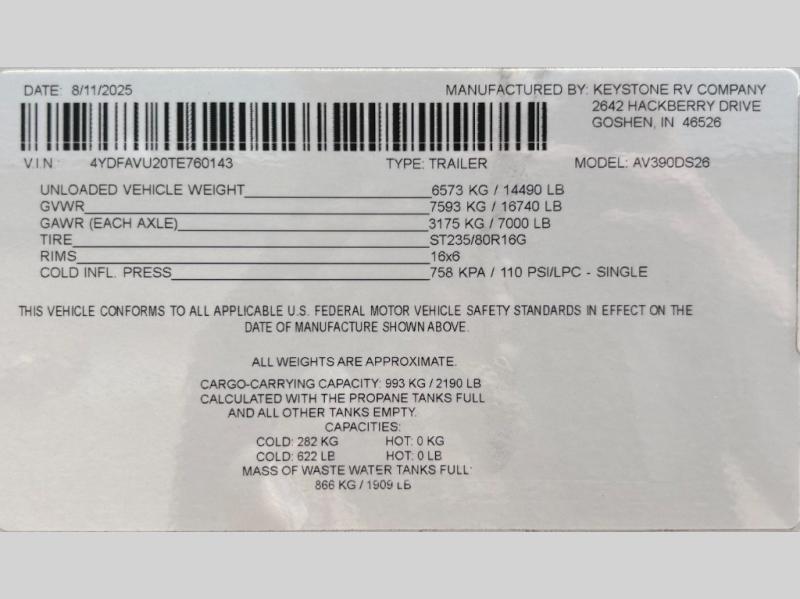 DATE: 8/11/2025 MANUFACTURED BY: KEYSTONE RV COMPANY
2642 HACKBERRY DRIVE
GOSHEN, IN 46526
V.I.N 4YDFAVU20TE760143 TYPE: TRAILER MODEL: AV390DS26
UNLOADED VEHICLE WEIGHT 6573 KG / 14490 LB
GVWR 7593 KG / 16740 LB
GAWR (EACH AXLE) 3175 KG / 7000 LB
TIRE ST235/80R16G
RIMS 16x6
COLD INFL. PRESS 758 KPA / 110 PSI/LPC - SINGLE
THIS VEHICLE CONFORMS TO ALL APPLICABLE U.S. FEDERAL MOTOR VEHICLE SAFETY STANDARDS IN EFFECT ON THE
DATE OF MANUFACTURE SHOWN ABOVE.
ALL WEIGHTS ARE APPROXIMATE.
CARGO-CARRYING CAPACITY: 993 KG / 2190 LB
CALCULATED WITH THE PROPANE TANKS FULL
AND ALL OTHER TANKS EMPTY.
CAPACITIES:
COLD: 282 KG HOT: 0 KG
COLD: 622 LB HOT: 0 LB
MASS OF WASTE WATER TANKS FULL:
866 KG / 1909 LB